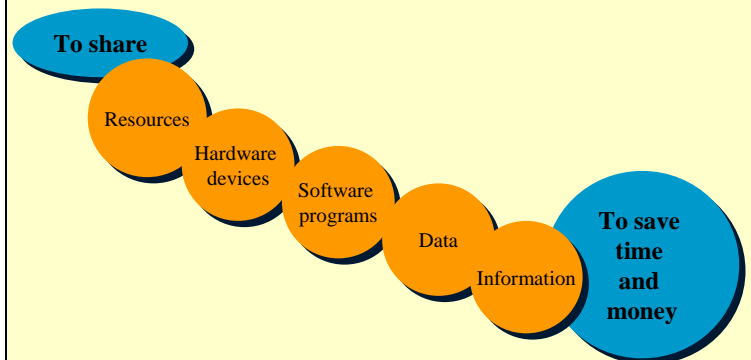 To share
Resources
Hardware
devices
Software
programs
Data
Information
To save
time
and
money